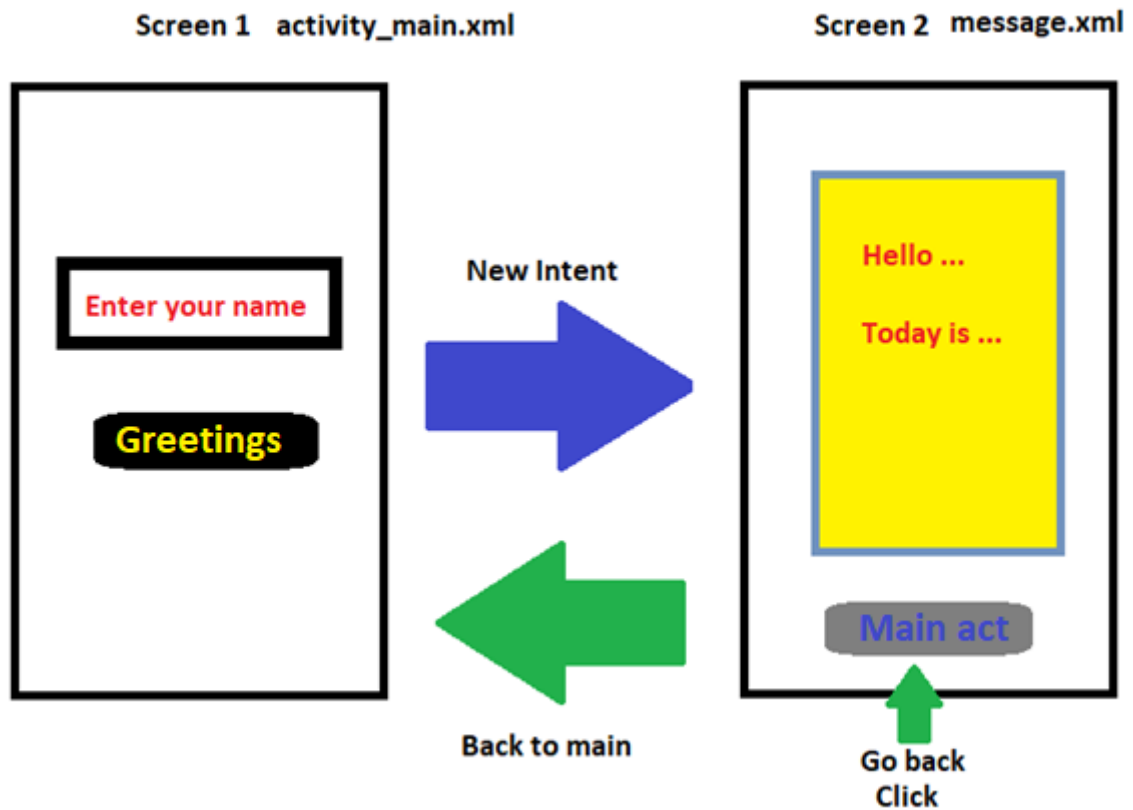 Screen 1 activity_main.xml
Screen 2 message.xml
Enter your name
Greetings
New Intent
Hello ...
Today is ...
Main act
Back to main
Go back
Click